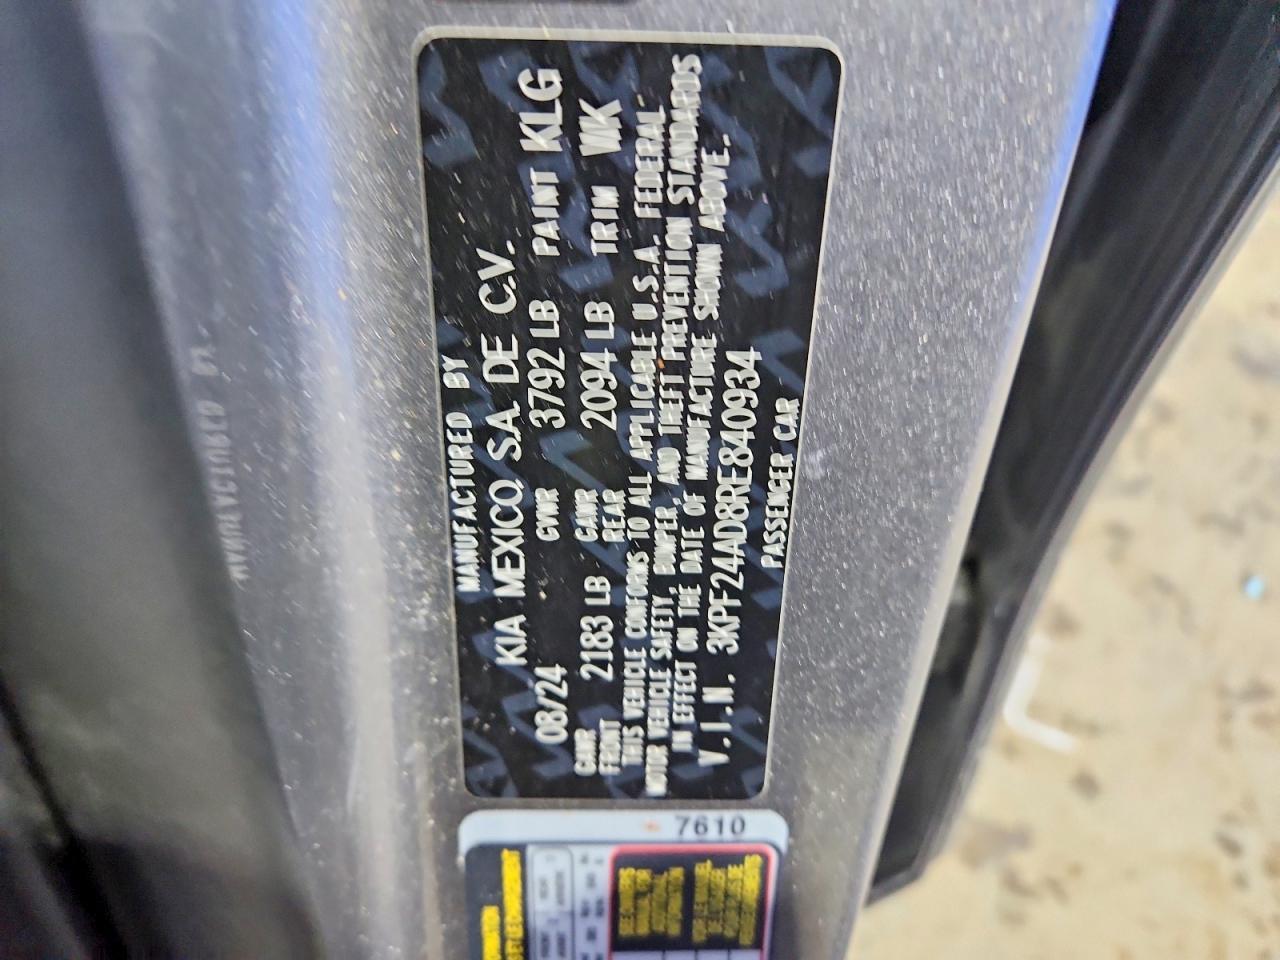 MANUFACTURED BY
KIA MEXICO, S.A. DE C.V.
08/24 GVWR 3792 LB PAINT KLG
GAWR FRONT 2183 LB GAWR REAR 2094 LB TRIM WK
THIS VEHICLE CONFORMS TO ALL APPLICABLE U.S.A. FEDERAL
MOTOR VEHICLE SAFETY, BUMPER, AND THEFT PREVENTION STANDARDS
IN EFFECT ON THE DATE OF MANUFACTURE SHOWN ABOVE.
V.I.N. 3KPF24AD8RE840934
PASSENGER CAR
7610